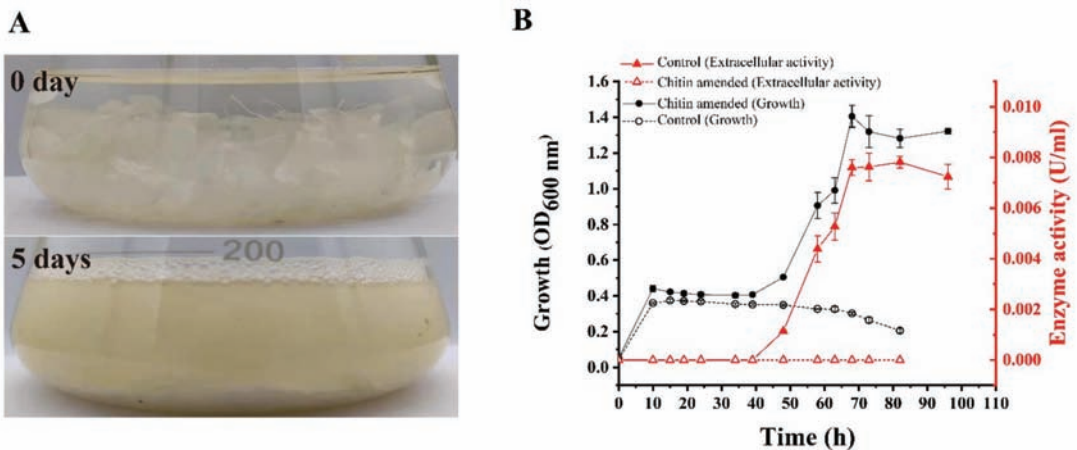 A
0 day
5 days
200
B
Control (Extracellular activity)
Chitin amended (Extracellular activity)
Chitin amended (Growth)
Control (Growth)
Growth (OD600 nm)
1.6
1.4
1.2
1.0
0.8
0.6
0.4
0.2
0.0
0.010
0.008
0.006
0.004
0.002
0.000
Enzyme activity (U/ml)
0 10 20 30 40 50 60 70 80 90 100 110
Time (h)